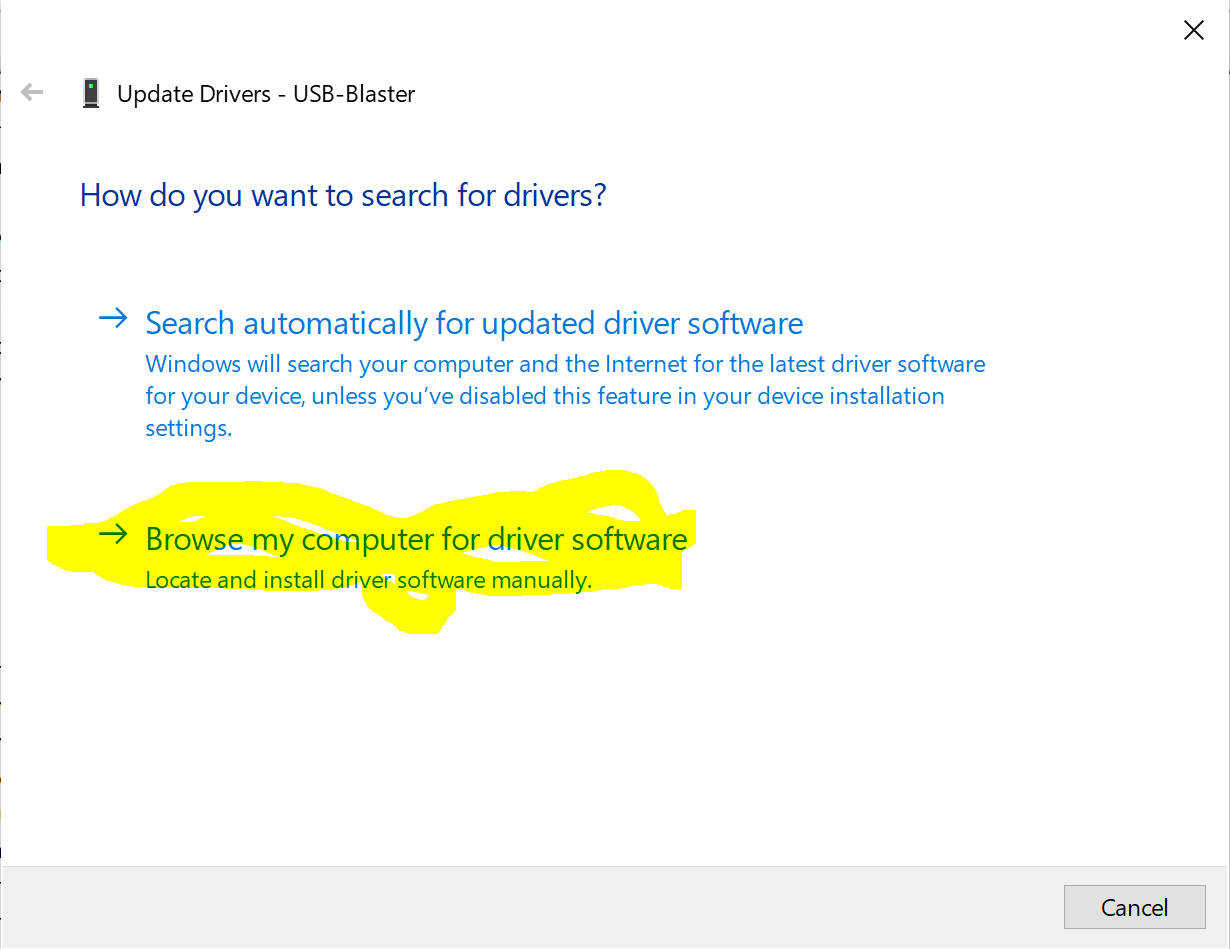 Update Drivers - USB-Blaster
How do you want to search for drivers?
Search automatically for updated driver software
Windows will search your computer and the Internet for the latest driver software
for your device, unless you’ve disabled this feature in your device installation
settings.
Browse my computer for driver software
Locate and install driver software manually.
Cancel